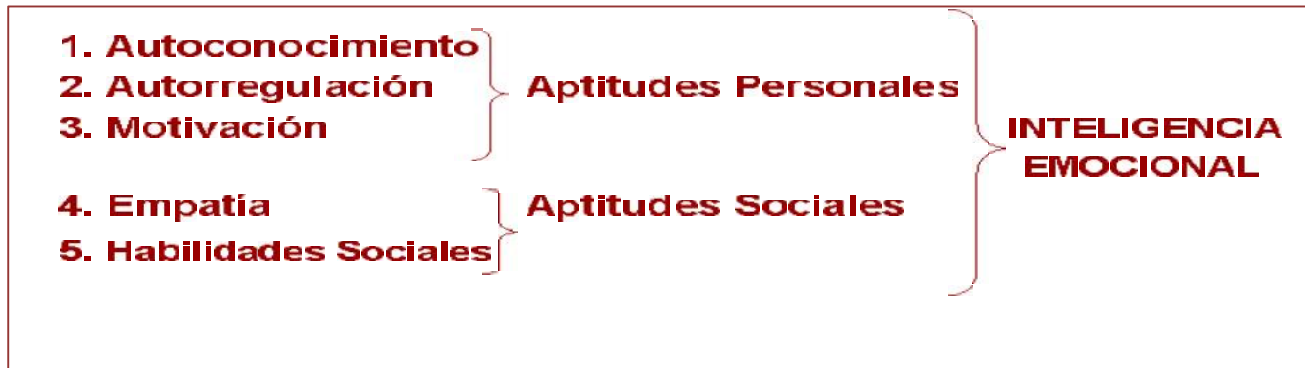 1. Autoconocimiento
2. Autorregulación
3. Motivación
Aptitudes Personales
4. Empatía
5. Habilidades Sociales
Aptitudes Sociales
INTELIGENCIA
EMOCIONAL